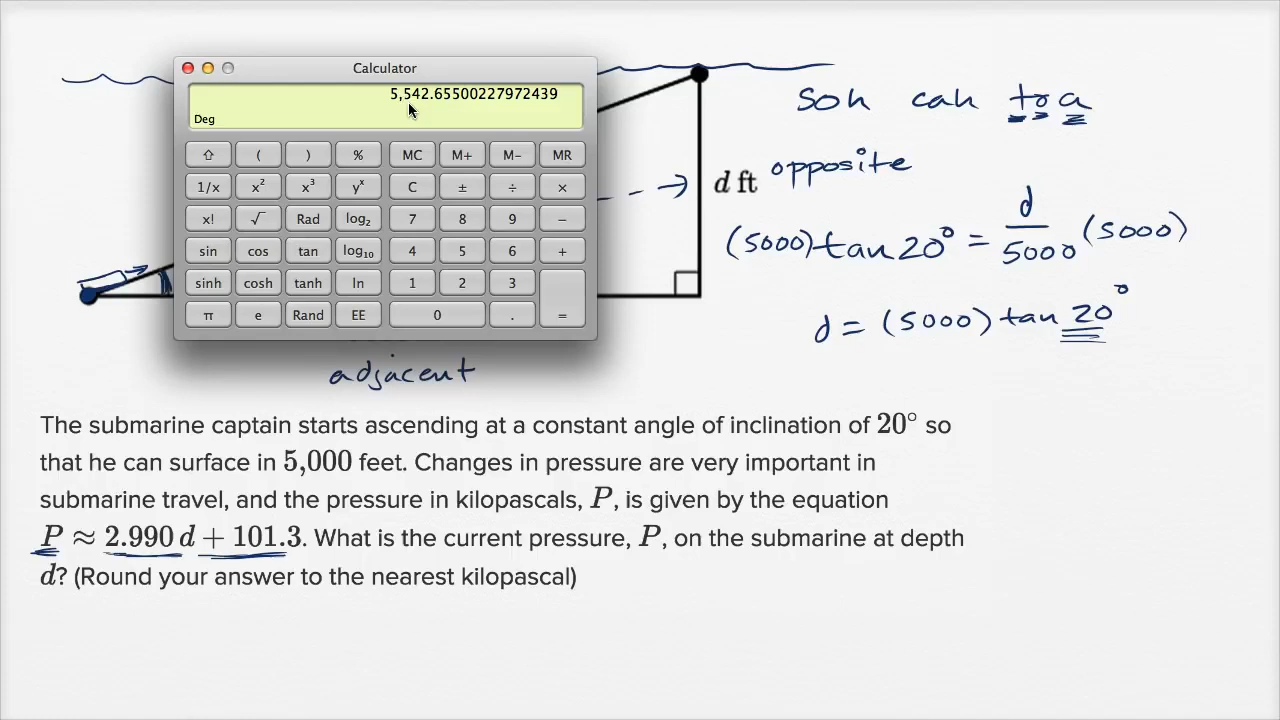 Calculator
5,542.65500227972439
Deg
⇧ ( ) % MC M+ M- MR
1/x x² x³ yˣ C ± ÷ ×
x! √ Rad log₂ 7 8 9 −
sin cos tan log₁₀ 4 5 6 +
sinh cosh tanh ln 1 2 3
π e Rand EE 0 . =
soh cah toa
d ft opposite
(5000) tan 20° = d/5000 (5000)
d = (5000) tan 20°
adjacent
The submarine captain starts ascending at a constant angle of inclination of 20° so
that he can surface in 5,000 feet. Changes in pressure are very important in
submarine travel, and the pressure in kilopascals, P, is given by the equation
P ≈ 2.990 d + 101.3. What is the current pressure, P, on the submarine at depth
d? (Round your answer to the nearest kilopascal)